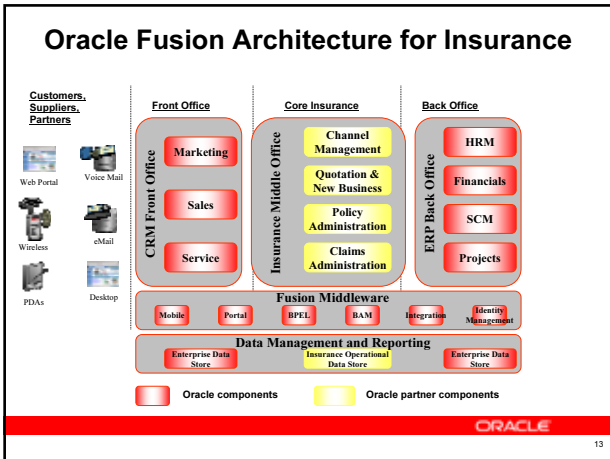 Oracle Fusion Architecture for Insurance
Customers,
Suppliers,
Partners
Front Office
Core Insurance
Back Office
Web Portal
Voice Mail
Wireless
eMail
PDAs
Desktop
CRM Front Office
Marketing
Sales
Service
Insurance Middle Office
Channel
Management
Quotation &
New Business
Policy
Administration
Claims
Administration
ERP Back Office
HRM
Financials
SCM
Projects
Fusion Middleware
Mobile
Portal
BPEL
BAM
Integration
Identity
Management
Data Management and Reporting
Enterprise Data
Store
Insurance Operational
Data Store
Enterprise Data
Store
Oracle components
Oracle partner components
ORACLE
13